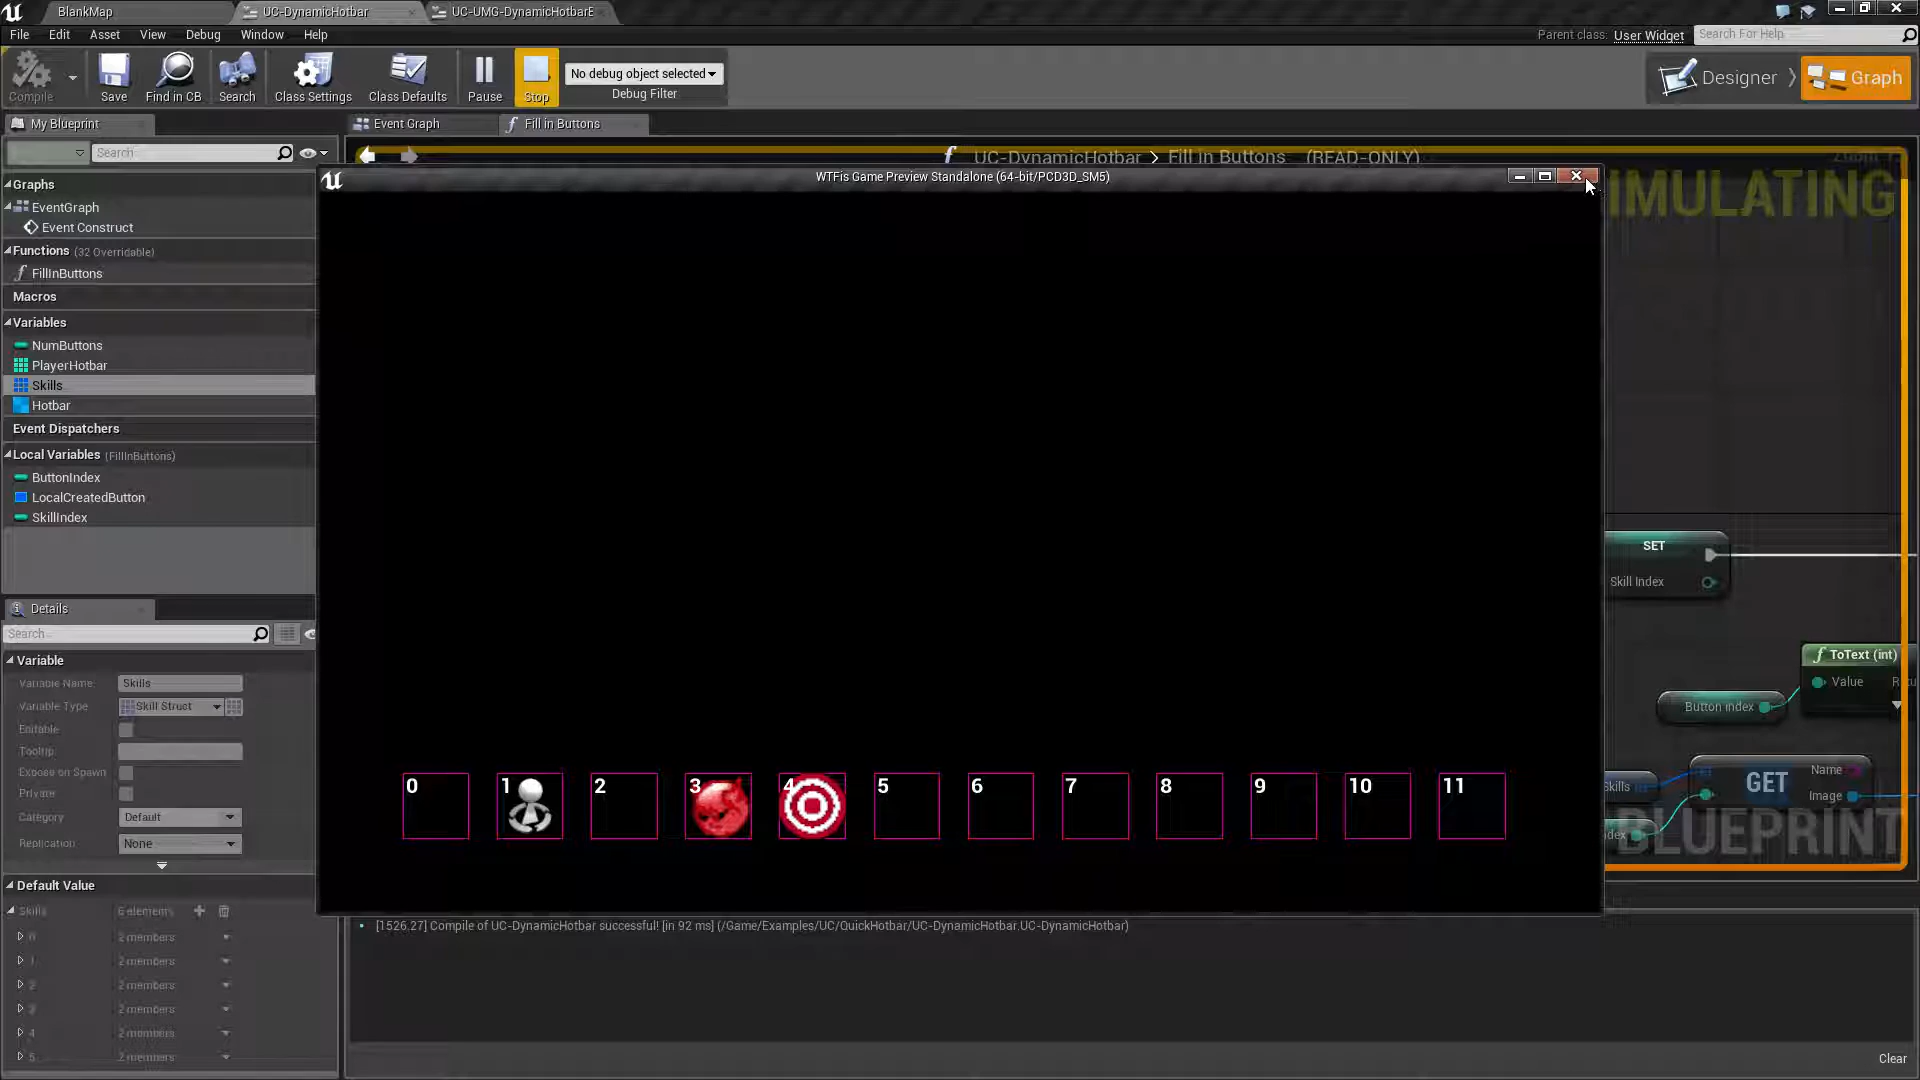 BlankMap
UC-DynamicHotbar
UC-UMG-DynamicHotbarE
File Edit Asset View Debug Window Help
Parent class: User Widget
Search For Help
Compile
Save
Find in CB
Search
Class Settings
Class Defaults
Pause
Stop
No debug object selected
Debug Filter
Designer
Graph
My Blueprint
Event Graph
Fill in Buttons
Search
UC-DynamicHotbar > Fill in Buttons (READ-ONLY)
WTFis Game Preview Standalone (64-bit/PCD3D_SM5)
IMULATING
Graphs
EventGraph
Event Construct
Functions (32 Overridable)
FillInButtons
Macros
Variables
NumButtons
PlayerHotbar
Skills
Hotbar
Event Dispatchers
Local Variables (FillInButtons)
ButtonIndex
LocalCreatedButton
SkillIndex
SET
Skill Index
ToText (int)
Value
Button Index
GET
Name
Image
BLUEPRINT
0 1 2 3 4 5 6 7 8 9 10 11
Details
Search
Variable
Variable Name Skills
Variable Type Skill Struct
Editable
Tooltip
Expose on Spawn
Private
Category Default
Replication None
Default Value
Skills 6 elements
0 2 members
1 2 members
2 2 members
3 2 members
4 2 members
5 2 members
[1526.27] Compile of UC-DynamicHotbar successful! [in 92 ms] (/Game/Examples/UC/QuickHotbar/UC-DynamicHotbar.UC-DynamicHotbar)
Clear